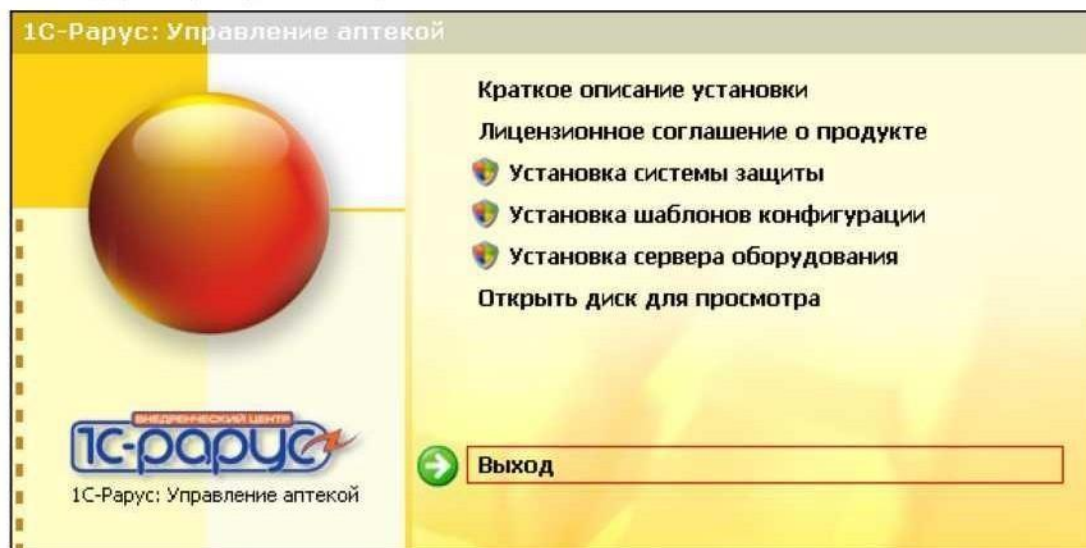 1С-Рарус: Управление аптекой
Краткое описание установки
Лицензионное соглашение о продукте
Установка системы защиты
Установка шаблонов конфигурации
Установка сервера оборудования
Открыть диск для просмотра
ВНЕДРЕНЧЕСКИЙ ЦЕНТР
1С-рарус
1С-Рарус: Управление аптекой
Выход